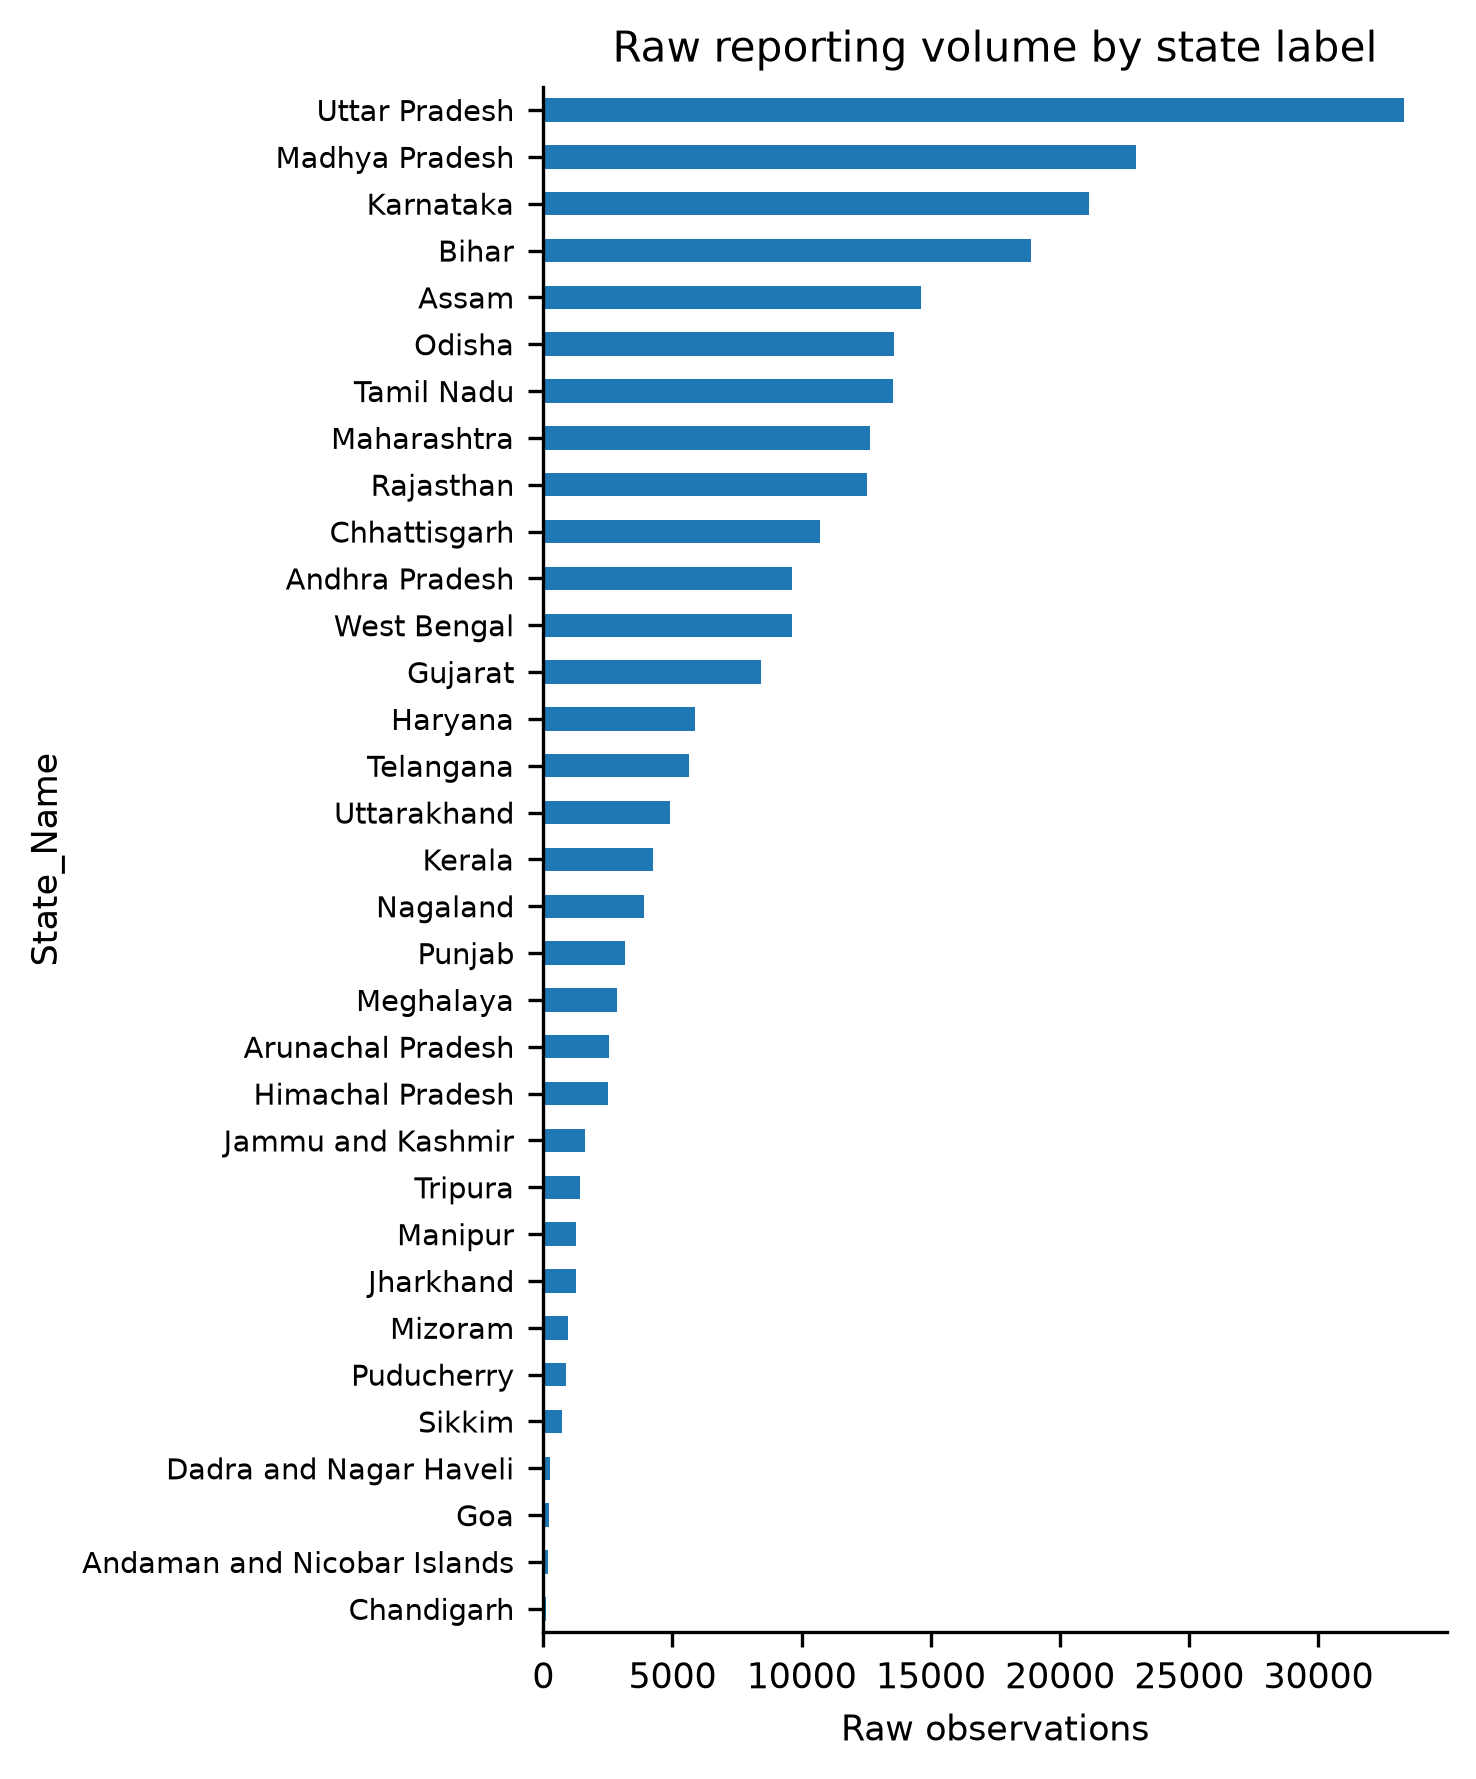 Raw reporting volume by state label
Uttar Pradesh
Madhya Pradesh
Karnataka
Bihar
Assam
Odisha
Tamil Nadu
Maharashtra
Rajasthan
Chhattisgarh
Andhra Pradesh
West Bengal
Gujarat
Haryana
Telangana
Uttarakhand
Kerala
Nagaland
Punjab
Meghalaya
Arunachal Pradesh
Himachal Pradesh
Jammu and Kashmir
Tripura
Manipur
Jharkhand
Mizoram
Puducherry
Sikkim
Dadra and Nagar Haveli
Goa
Andaman and Nicobar Islands
Chandigarh
State_Name
0 5000 10000 15000 20000 25000 30000
Raw observations